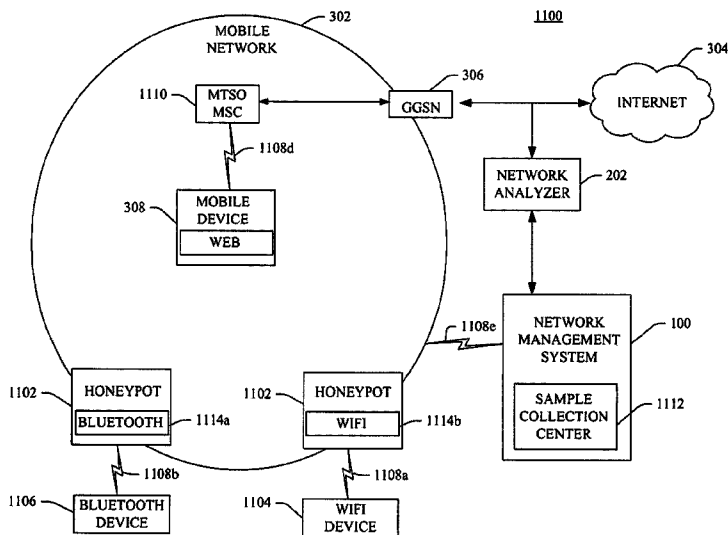 302
1100
304
MOBILE
NETWORK
306
1110
MTSO
MSC
GGSN
INTERNET
1108d
308
MOBILE
DEVICE
WEB
NETWORK
ANALYZER
202
1108e
NETWORK
MANAGEMENT
SYSTEM
100
SAMPLE
COLLECTION
CENTER
1112
1102
HONEYPOT
BLUETOOTH
1114a
1102
HONEYPOT
WIFI
1114b
1108b
1108a
1106
BLUETOOTH
DEVICE
1104
WIFI
DEVICE